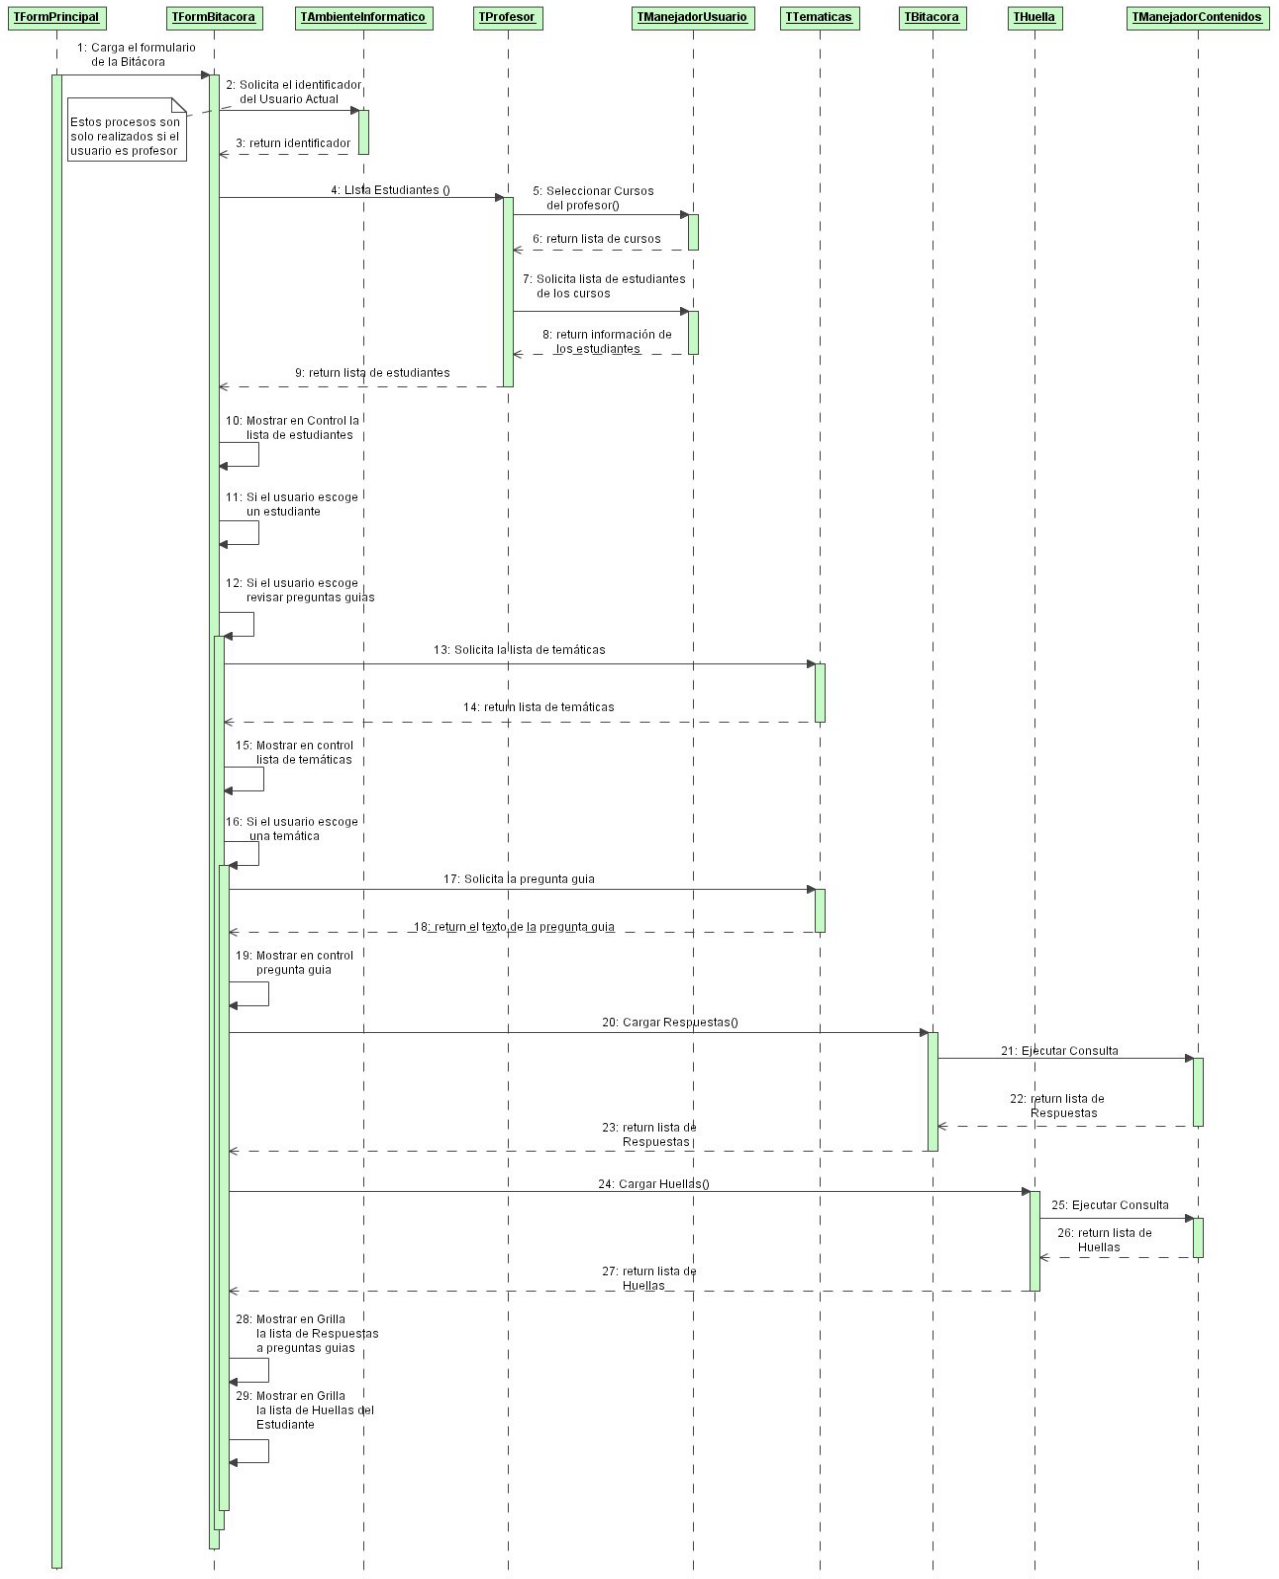 TFormPrincipal
TFormBitacora
TAmbienteInformatico
TProfesor
TManejadorUsuario
TTematicas
TBitacora
THuella
TManejadorContenidos
1: Carga el formulario
de la Bitácora
2: Solicita el identificador
del Usuario Actual
Estos procesos son
solo realizados si el
usuario es profesor
3: return identificador
4: LIsta Estudiantes ()
5: Seleccionar Cursos
del profesor()
6: return lista de cursos
7: Solicita lista de estudiantes
de los cursos
8: return información de
los estudiantes
9: return lista de estudiantes
10: Mostrar en Control la
lista de estudiantes
11: Si el usuario escoge
un estudiante
12: Si el usuario escoge
revisar preguntas guias
13: Solicita la lista de temáticas
14: return lista de temáticas
15: Mostrar en control
lista de temáticas
16: Si el usuario escoge
una temática
17: Solicita la pregunta guia
18: return el texto de la pregunta guia
19: Mostrar en control
pregunta guia
20: Cargar Respuestas()
21: Ejecutar Consulta
22: return lista de
Respuestas
23: return lista de
Respuestas
24: Cargar Huellas()
25: Ejecutar Consulta
26: return lista de
Huellas
27: return lista de
Huellas
28: Mostrar en Grilla
la lista de Respuestas
a preguntas guias
29: Mostrar en Grilla
la lista de Huellas del
Estudiante